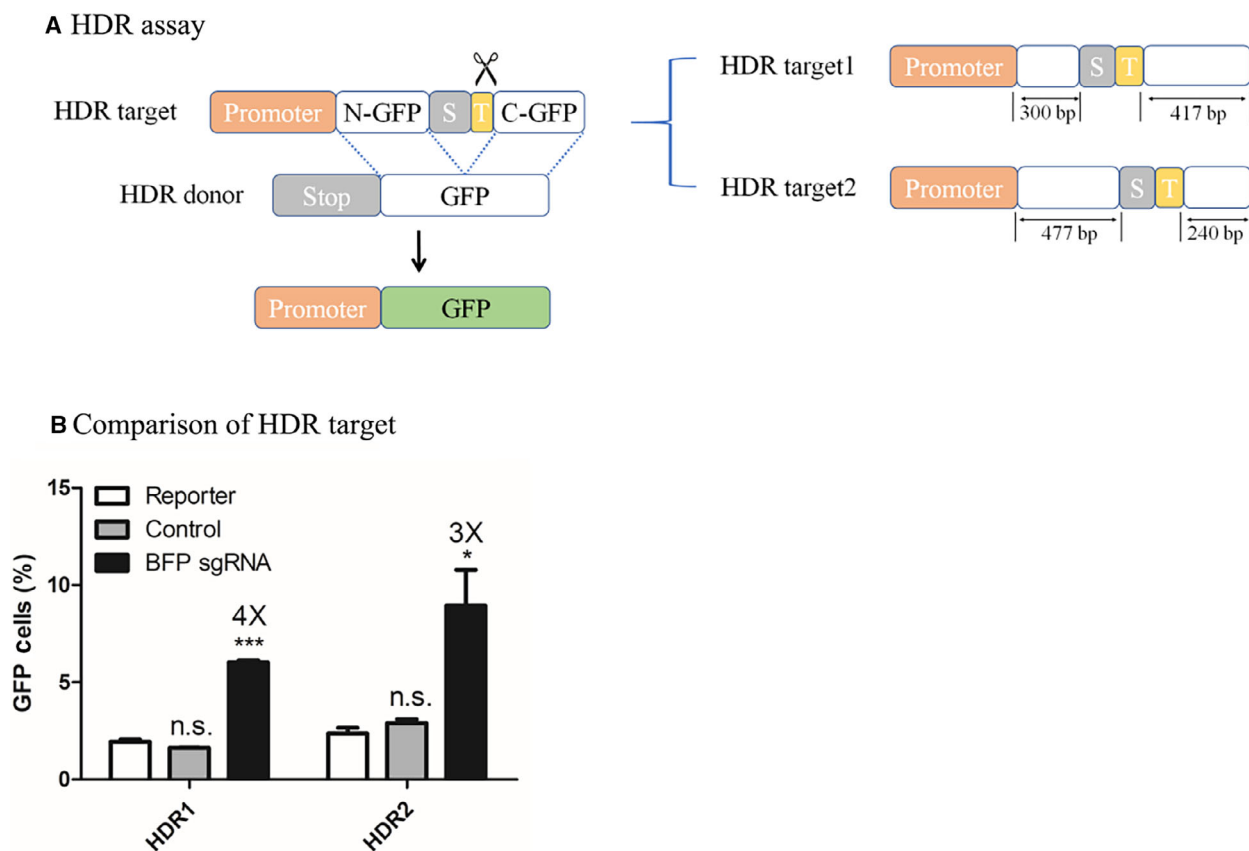 A HDR assay
HDR target
Promoter N-GFP S T C-GFP
HDR donor
Stop GFP
Promoter GFP
HDR target1
Promoter S T
300 bp 417 bp
HDR target2
Promoter S T
477 bp 240 bp
B Comparison of HDR target
GFP cells (%)
15
10
5
0
Reporter
Control
BFP sgRNA
n.s.
4X
***
n.s.
3X
*
HDR1
HDR2